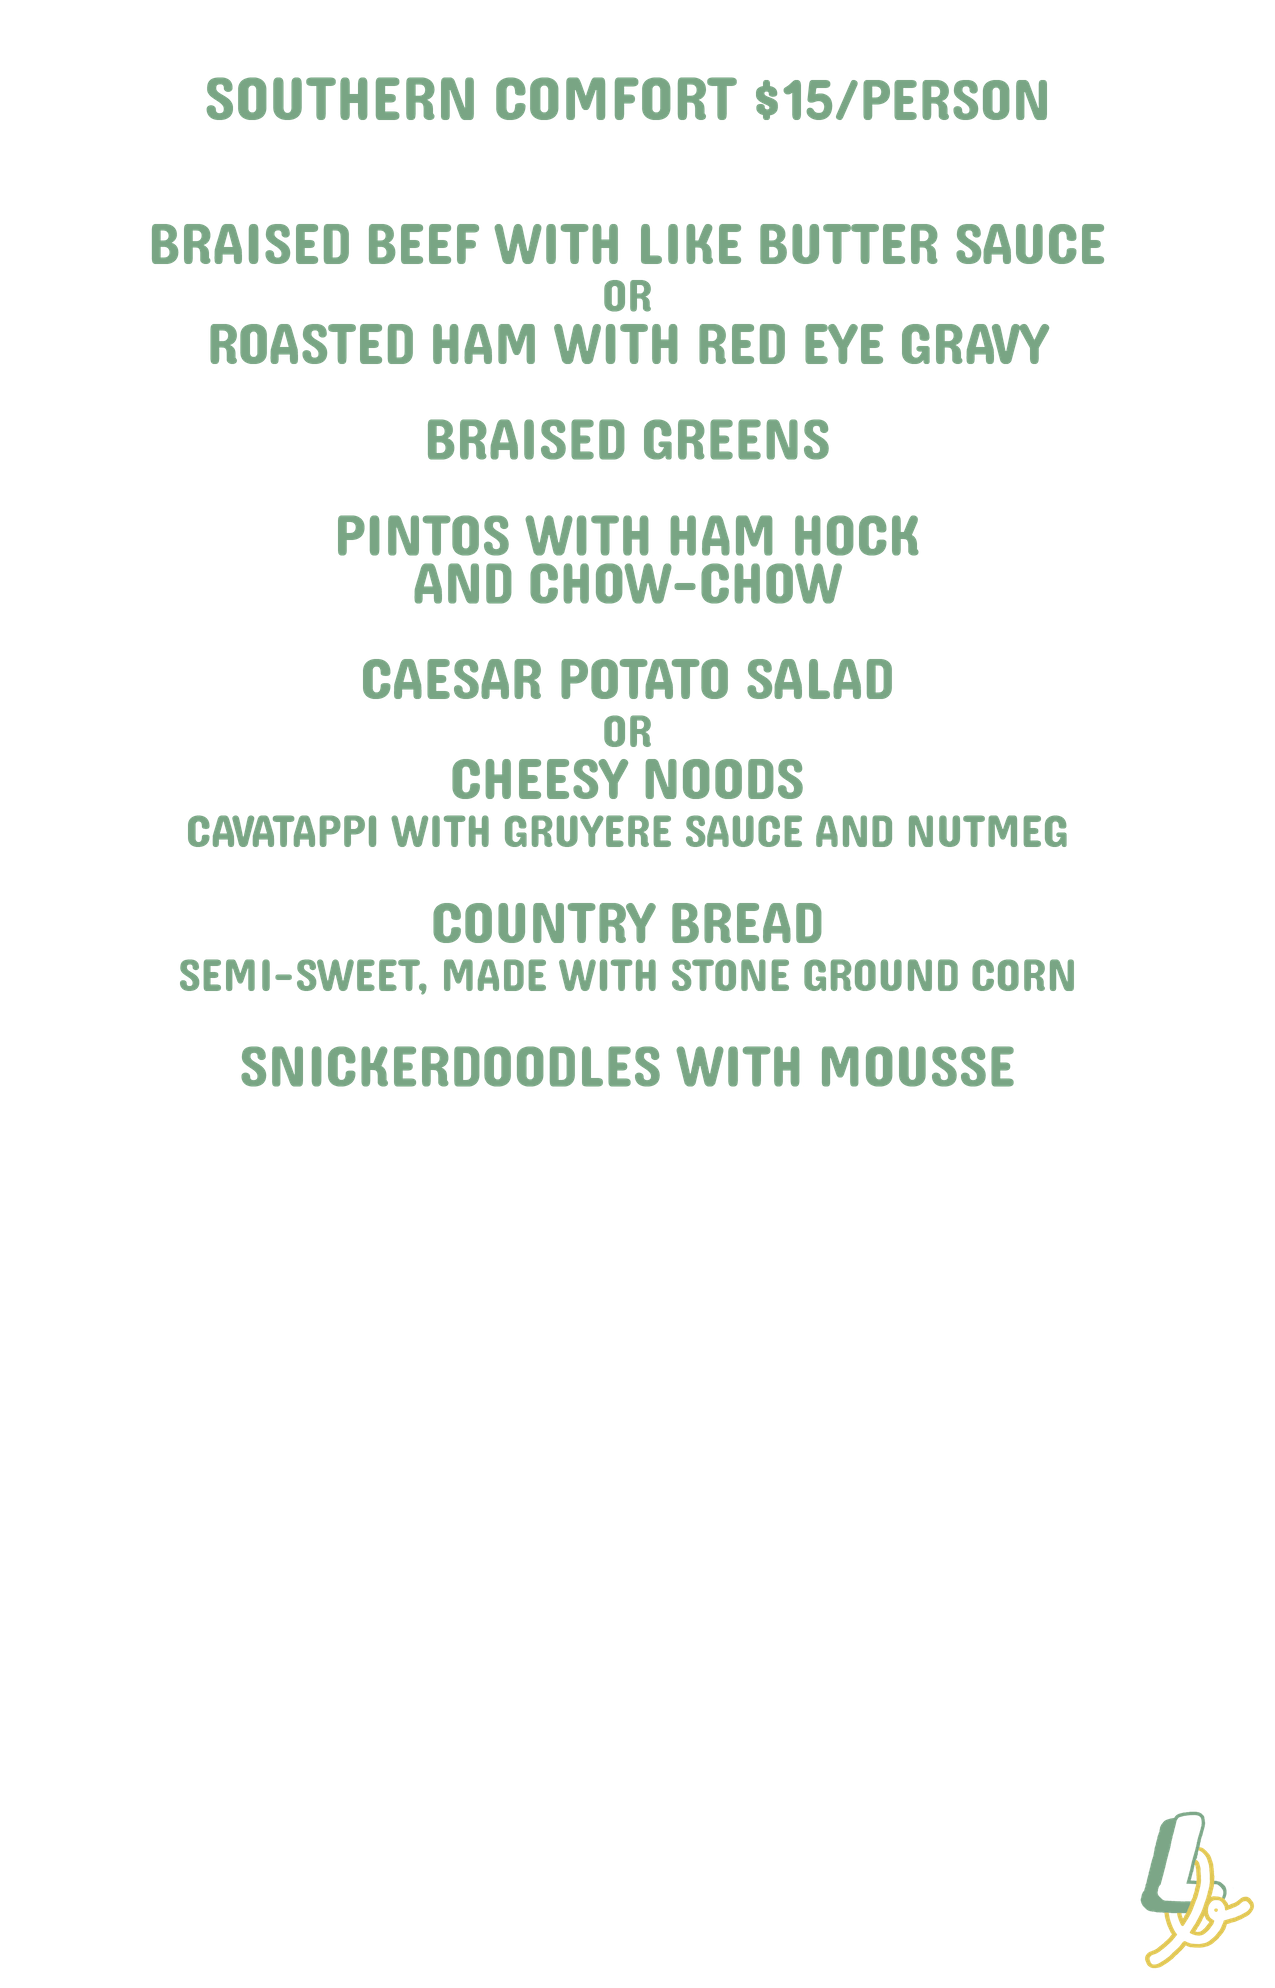 SOUTHERN COMFORT $15/PERSON
BRAISED BEEF WITH LIKE BUTTER SAUCE
OR
ROASTED HAM WITH RED EYE GRAVY
BRAISED GREENS
PINTOS WITH HAM HOCK
AND CHOW-CHOW
CAESAR POTATO SALAD
OR
CHEESY NOODS
CAVATAPPI WITH GRUYERE SAUCE AND NUTMEG
COUNTRY BREAD
SEMI-SWEET, MADE WITH STONE GROUND CORN
SNICKERDOODLES WITH MOUSSE
L